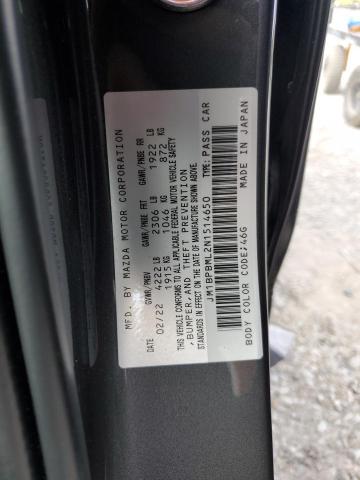 MFD. BY MAZDA MOTOR CORPORATION
DATE GVWR/PNBV GAWR/PNBE FRT GAWR/PNBE RR
02/22 4222 LB 2306 LB 1922 LB
1915 KG 1046 KG 872 KG
THIS VEHICLE CONFORMS TO ALL APPLICABLE FEDERAL MOTOR VEHICLE SAFETY
, BUMPER, AND THEFT PREVENTION
STANDARDS IN EFFECT ON THE DATE OF MANUFACTURE SHOWN ABOVE.
JM1BPBML2N1514650 TYPE: PASS CAR
BODY COLOR CODE;46G MADE IN JAPAN